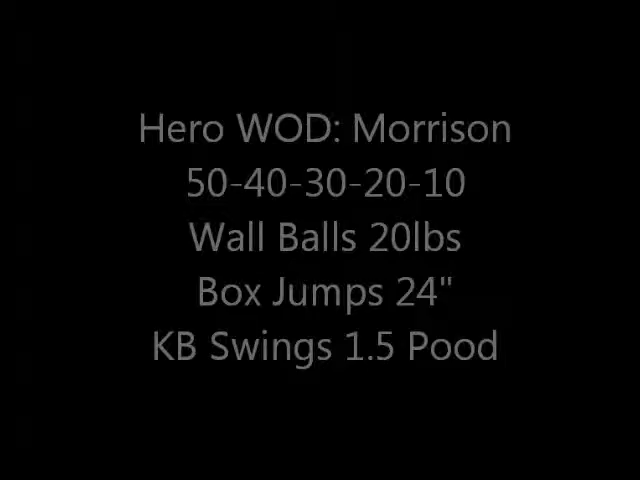 Hero WOD: Morrison
50-40-30-20-10
Wall Balls 20lbs
Box Jumps 24"
KB Swings 1.5 Pood